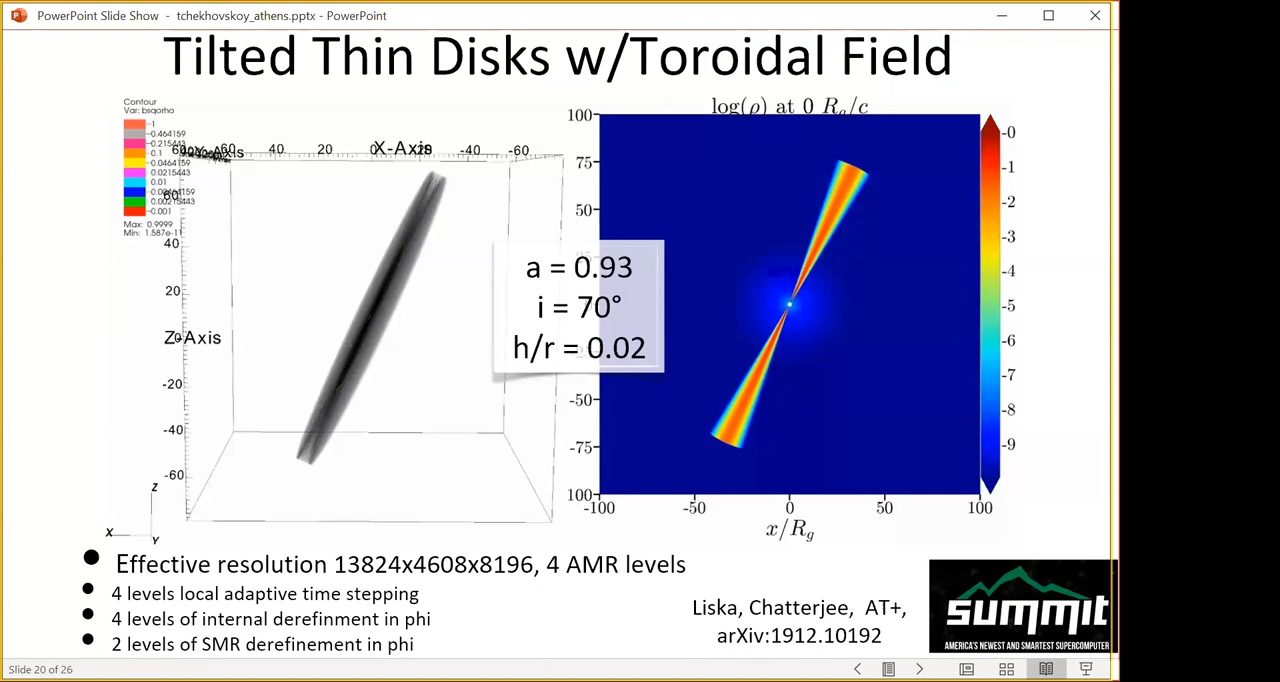 PowerPoint Slide Show - tchekhovskoy_athens.pptx - PowerPoint
Tilted Thin Disks w/Toroidal Field
Contour
Var: bsqorho
1
0.464159
0.215443
0.1
0.0464159
0.0215443
0.01
0.00215443
0.001
Max: 0.9999
Min: 1.587e-1
Y-Axis
60 40 20 X-Axis -20 -40 -60
60
40
20
Z-Axis
0
-20
-40
-60
Z
X
Y
a = 0.93
i = 70°
h/r = 0.02
log(ρ) at 0 R_g/c
100
75
50
-50
-75
100
-100 -50 0 50 100
x/R_g
-0
-1
-2
-3
-4
-5
-6
-7
-8
-9
● Effective resolution 13824x4608x8196, 4 AMR levels
● 4 levels local adaptive time stepping
● 4 levels of internal derefinment in phi
● 2 levels of SMR derefinement in phi
Liska, Chatterjee, AT+,
arXiv:1912.10192
summit
AMERICA'S NEWEST AND SMARTEST SUPERCOMPUTER
Slide 20 of 26